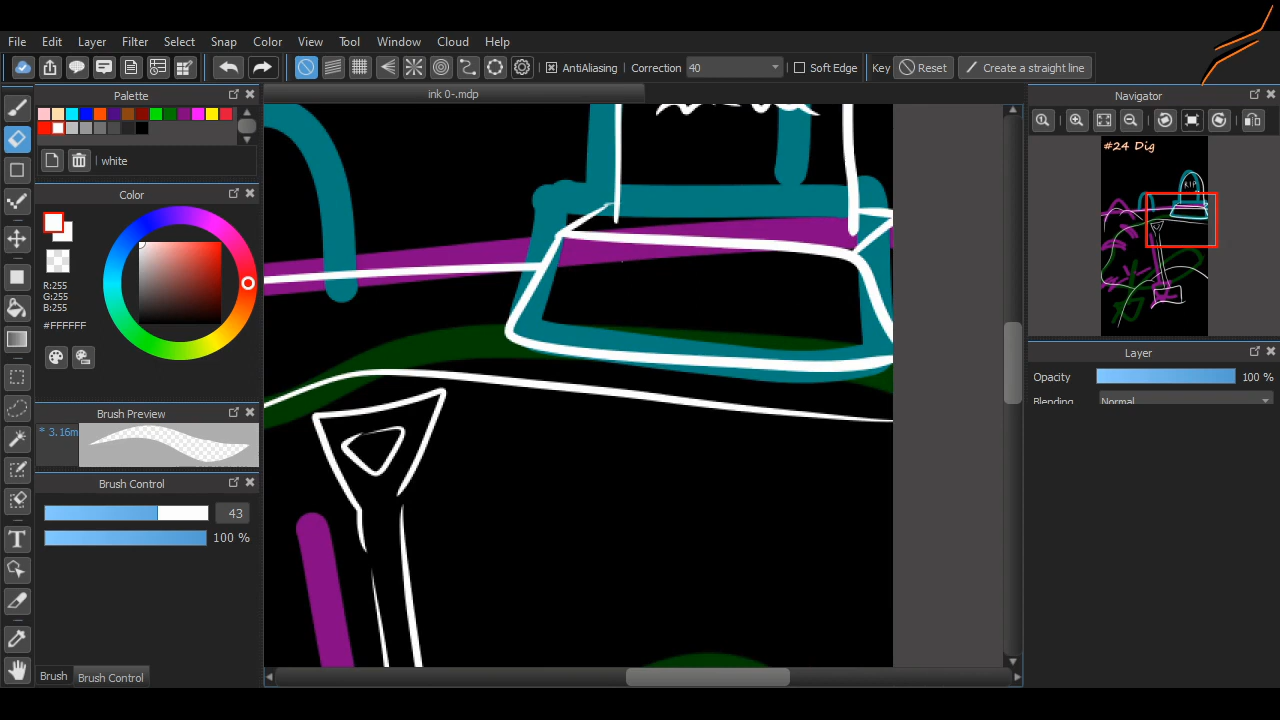 File Edit Layer Filter Select Snap Color View Tool Window Cloud Help
AntiAliasing Correction 40 Soft Edge Key Reset Create a straight line
Palette
ink 0-.mdp
Navigator
white
#24 Dig
RIP
Color
R:255
G:255
B:255
#FFFFFF
Layer
Opacity 100 %
Blending Normal
Brush Preview
* 3.16m
Brush Control
43
100 %
Brush Brush Control